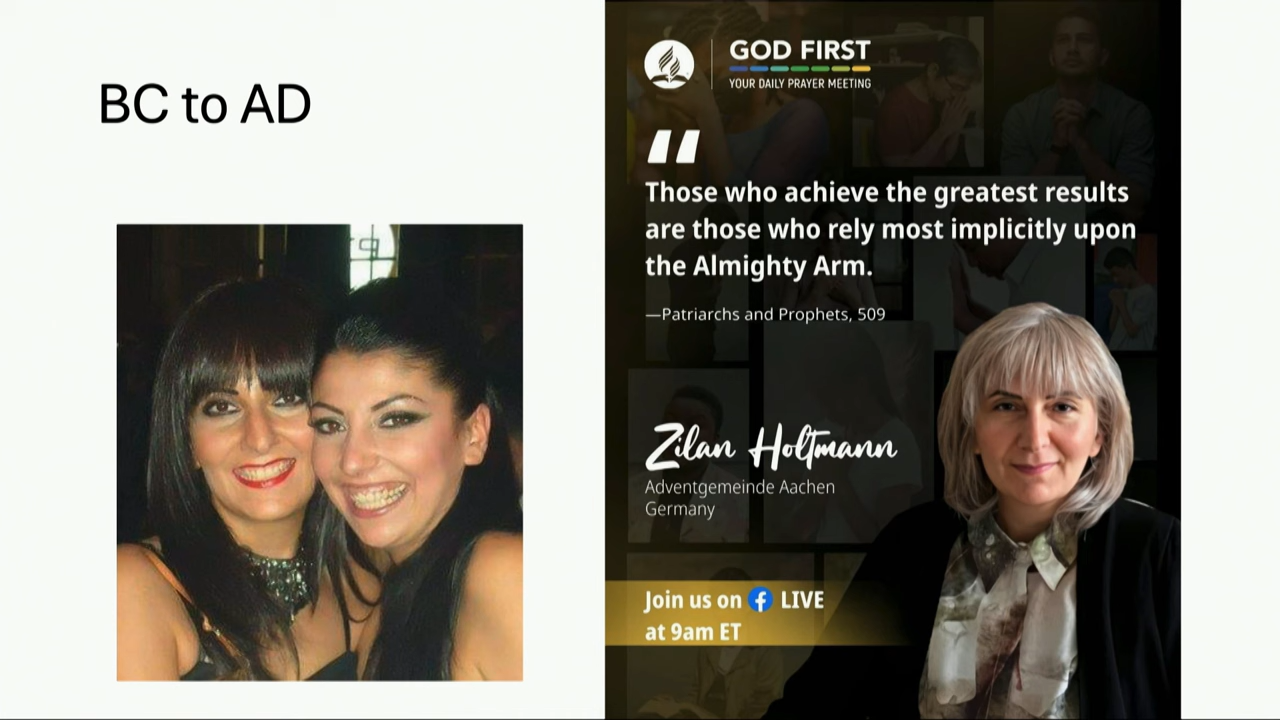 BC to AD
GOD FIRST
YOUR DAILY PRAYER MEETING
“
Those who achieve the greatest results
are those who rely most implicitly upon
the Almighty Arm.
—Patriarchs and Prophets, 509
Zilan Holtmann
Adventgemeinde Aachen
Germany
Join us on LIVE
at 9am ET